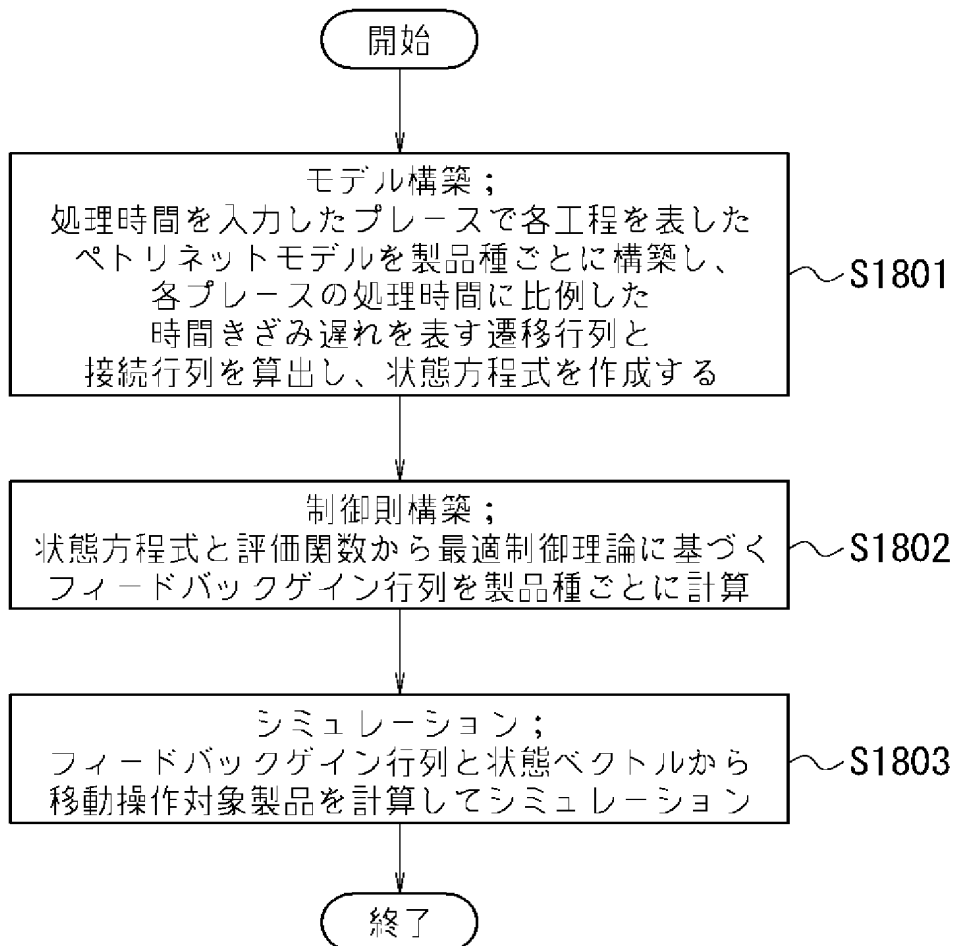 開始
モデル構築；
処理時間を入力したプレースで各工程を表した
ペトリネットモデルを製品種ごとに構築し、
各プレースの処理時間に比例した
時間きざみ遅れを表す遷移行列と
接続行列を算出し、状態方程式を作成する
S1801
制御則構築；
状態方程式と評価関数から最適制御理論に基づく
フィードバックゲイン行列を製品種ごとに計算
S1802
シミュレーション；
フィードバックゲイン行列と状態ベクトルから
移動操作対象製品を計算してシミュレーション
S1803
終了